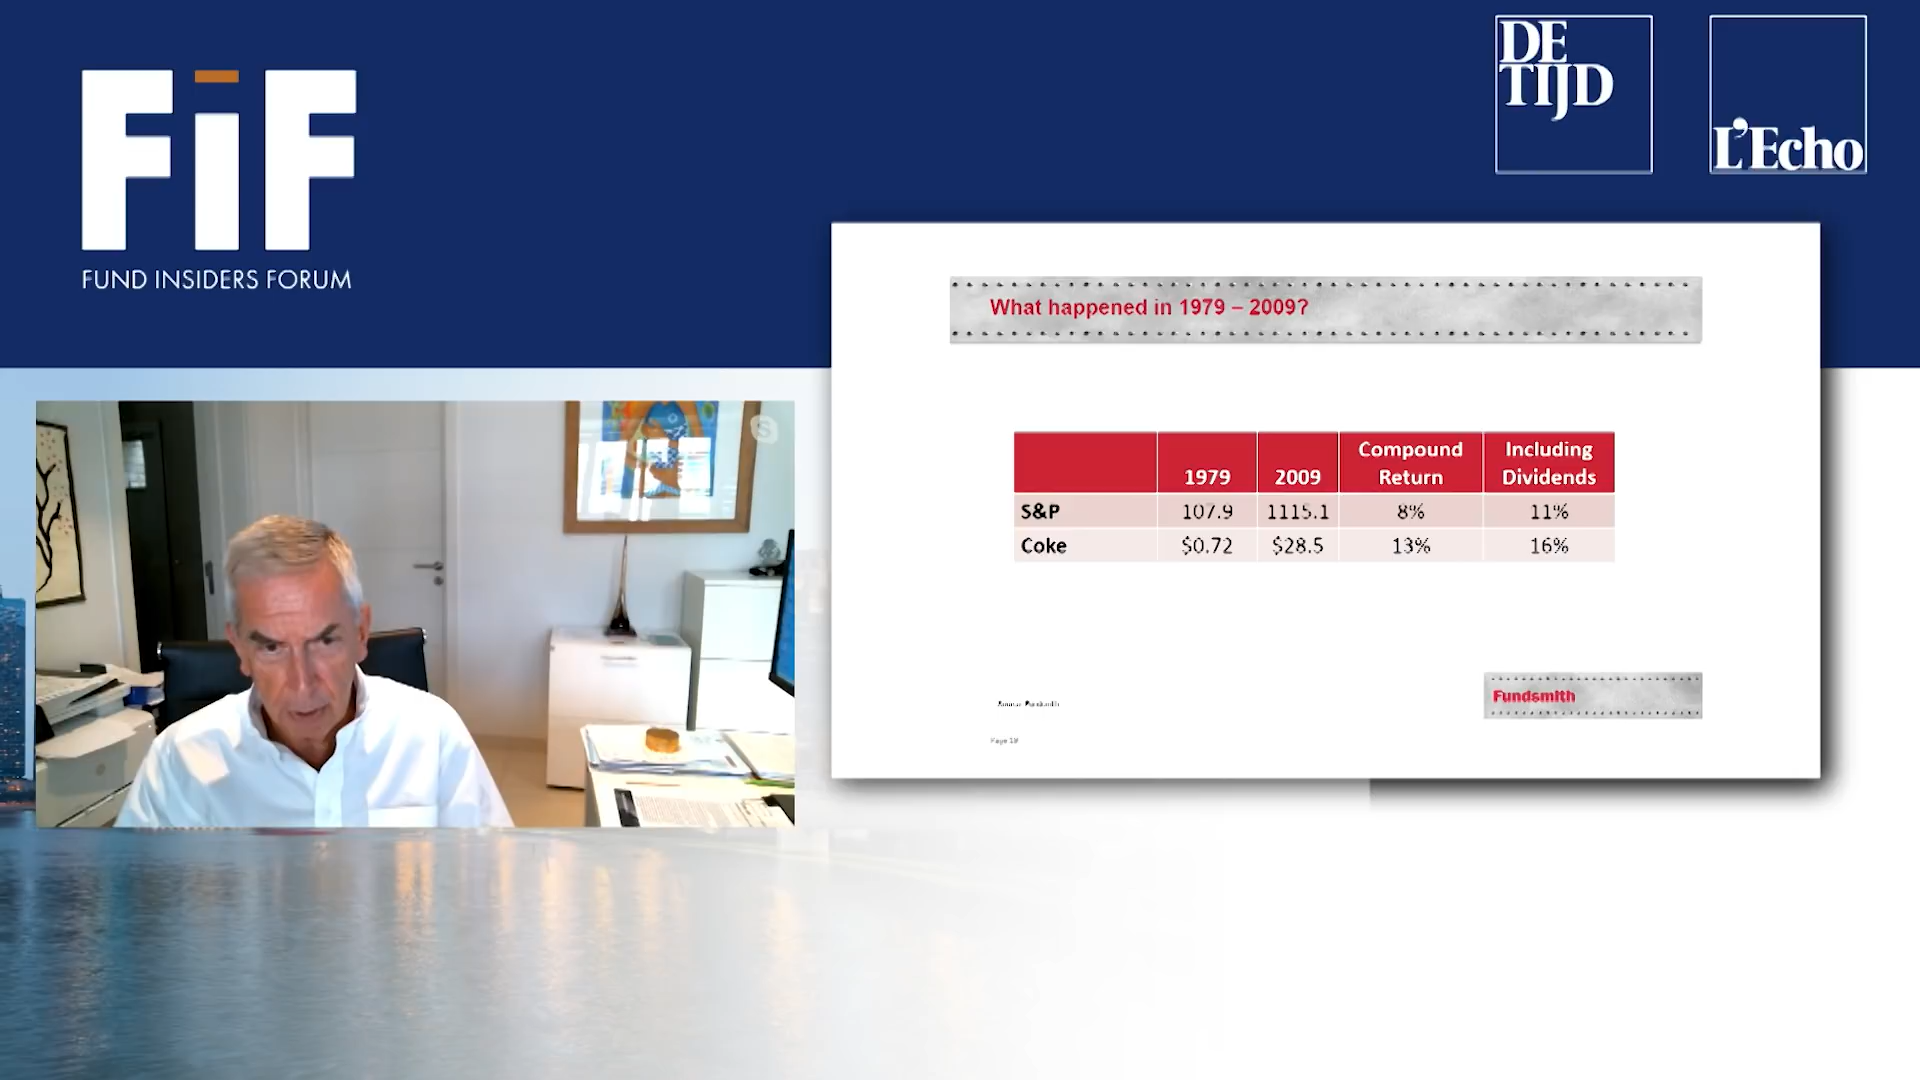 FiF
FUND INSIDERS FORUM
DE
TIJD
L'Echo
What happened in 1979 – 2009?
1979 2009 Compound Return Including Dividends
S&P 107.9 1115.1 8% 11%
Coke $0.72 $28.5 13% 16%
Fundsmith